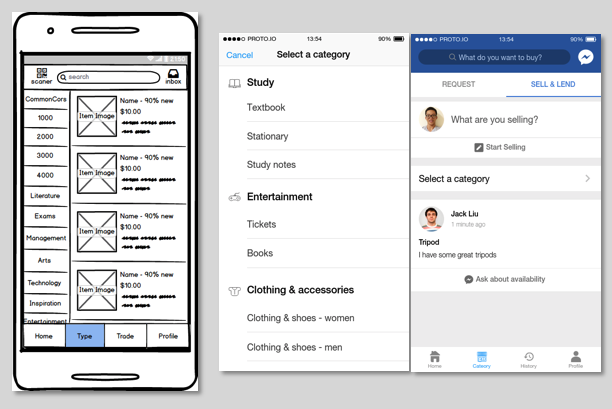 11:50
scaner
search
inbox
CommonCors
1000
2000
3000
4000
Literature
Exams
Management
Arts
Technology
Inspiration
Entertainment
Item Image
Name - 90% new
$10.00
Item Image
Name - 90% new
$10.00
Item Image
Name - 90% new
$10.00
Item Image
Name - 90% new
$10.00
Home
Type
Trade
Profile
PROTO.IO
13:54
90%
Cancel
Select a category
Study
Textbook
Stationary
Study notes
Entertainment
Tickets
Books
Clothing & accessories
Clothing & shoes - women
Clothing & shoes - men
PROTO.IO
13:54
90%
What do you want to buy?
REQUEST
SELL & LEND
What are you selling?
Start Selling
Select a category
Jack Liu
1 minute ago
Tripod
I have some great tripods
Ask about availability
Home
Cateory
History
Profile